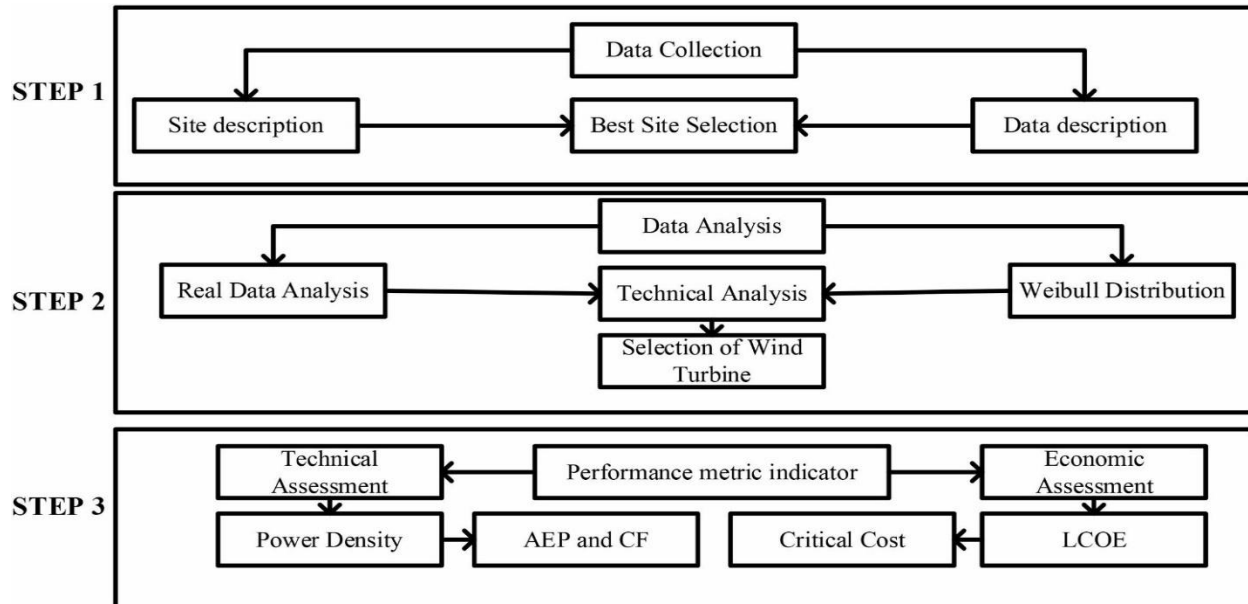 STEP 1
Data Collection
Site description
Best Site Selection
Data description
STEP 2
Data Analysis
Real Data Analysis
Technical Analysis
Weibull Distribution
Selection of Wind
Turbine
STEP 3
Technical
Assessment
Performance metric indicator
Economic
Assessment
Power Density
AEP and CF
Critical Cost
LCOE